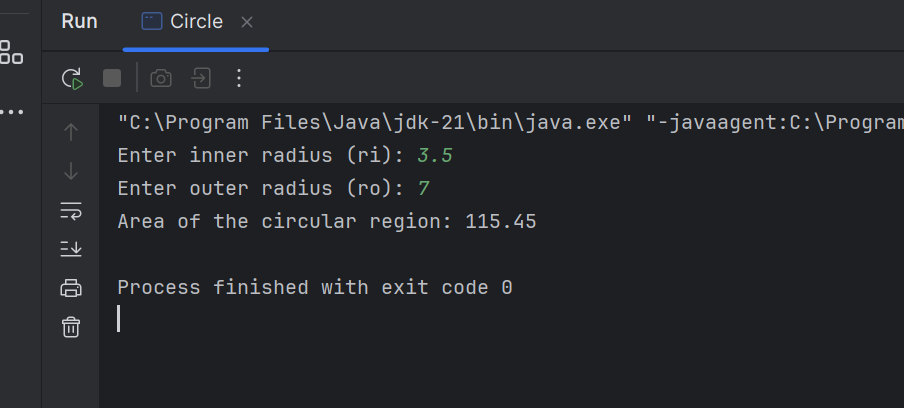 Run Circle
"C:\Program Files\Java\jdk-21\bin\java.exe" "-javaagent:C:\Program
Enter inner radius (ri): 3.5
Enter outer radius (ro): 7
Area of the circular region: 115.45
Process finished with exit code 0